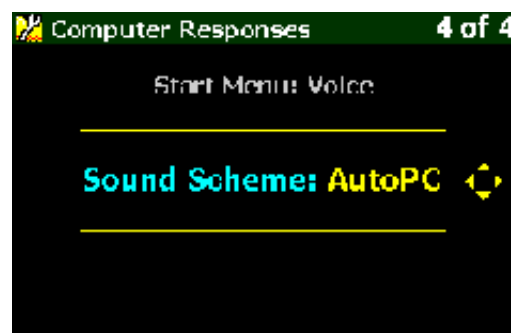 Computer Responses 4 of 4
Start Menu: Voice
Sound Scheme: AutoPC